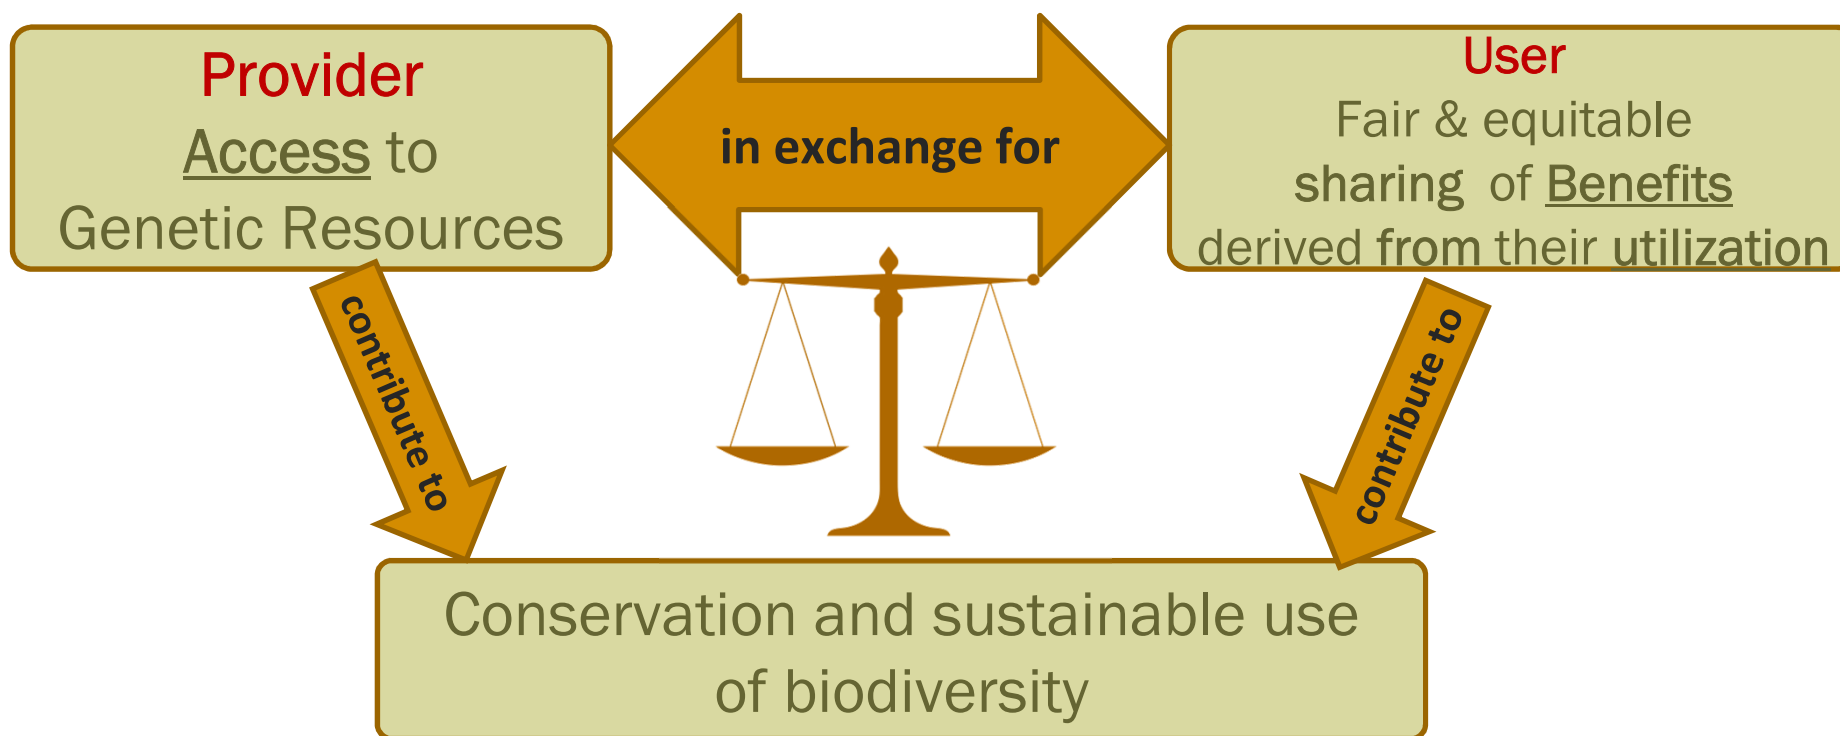 Provider
Access to
Genetic Resources
in exchange for
User
Fair & equitable
sharing of Benefits
derived from their utilization
contribute to
contribute to
Conservation and sustainable use
of biodiversity